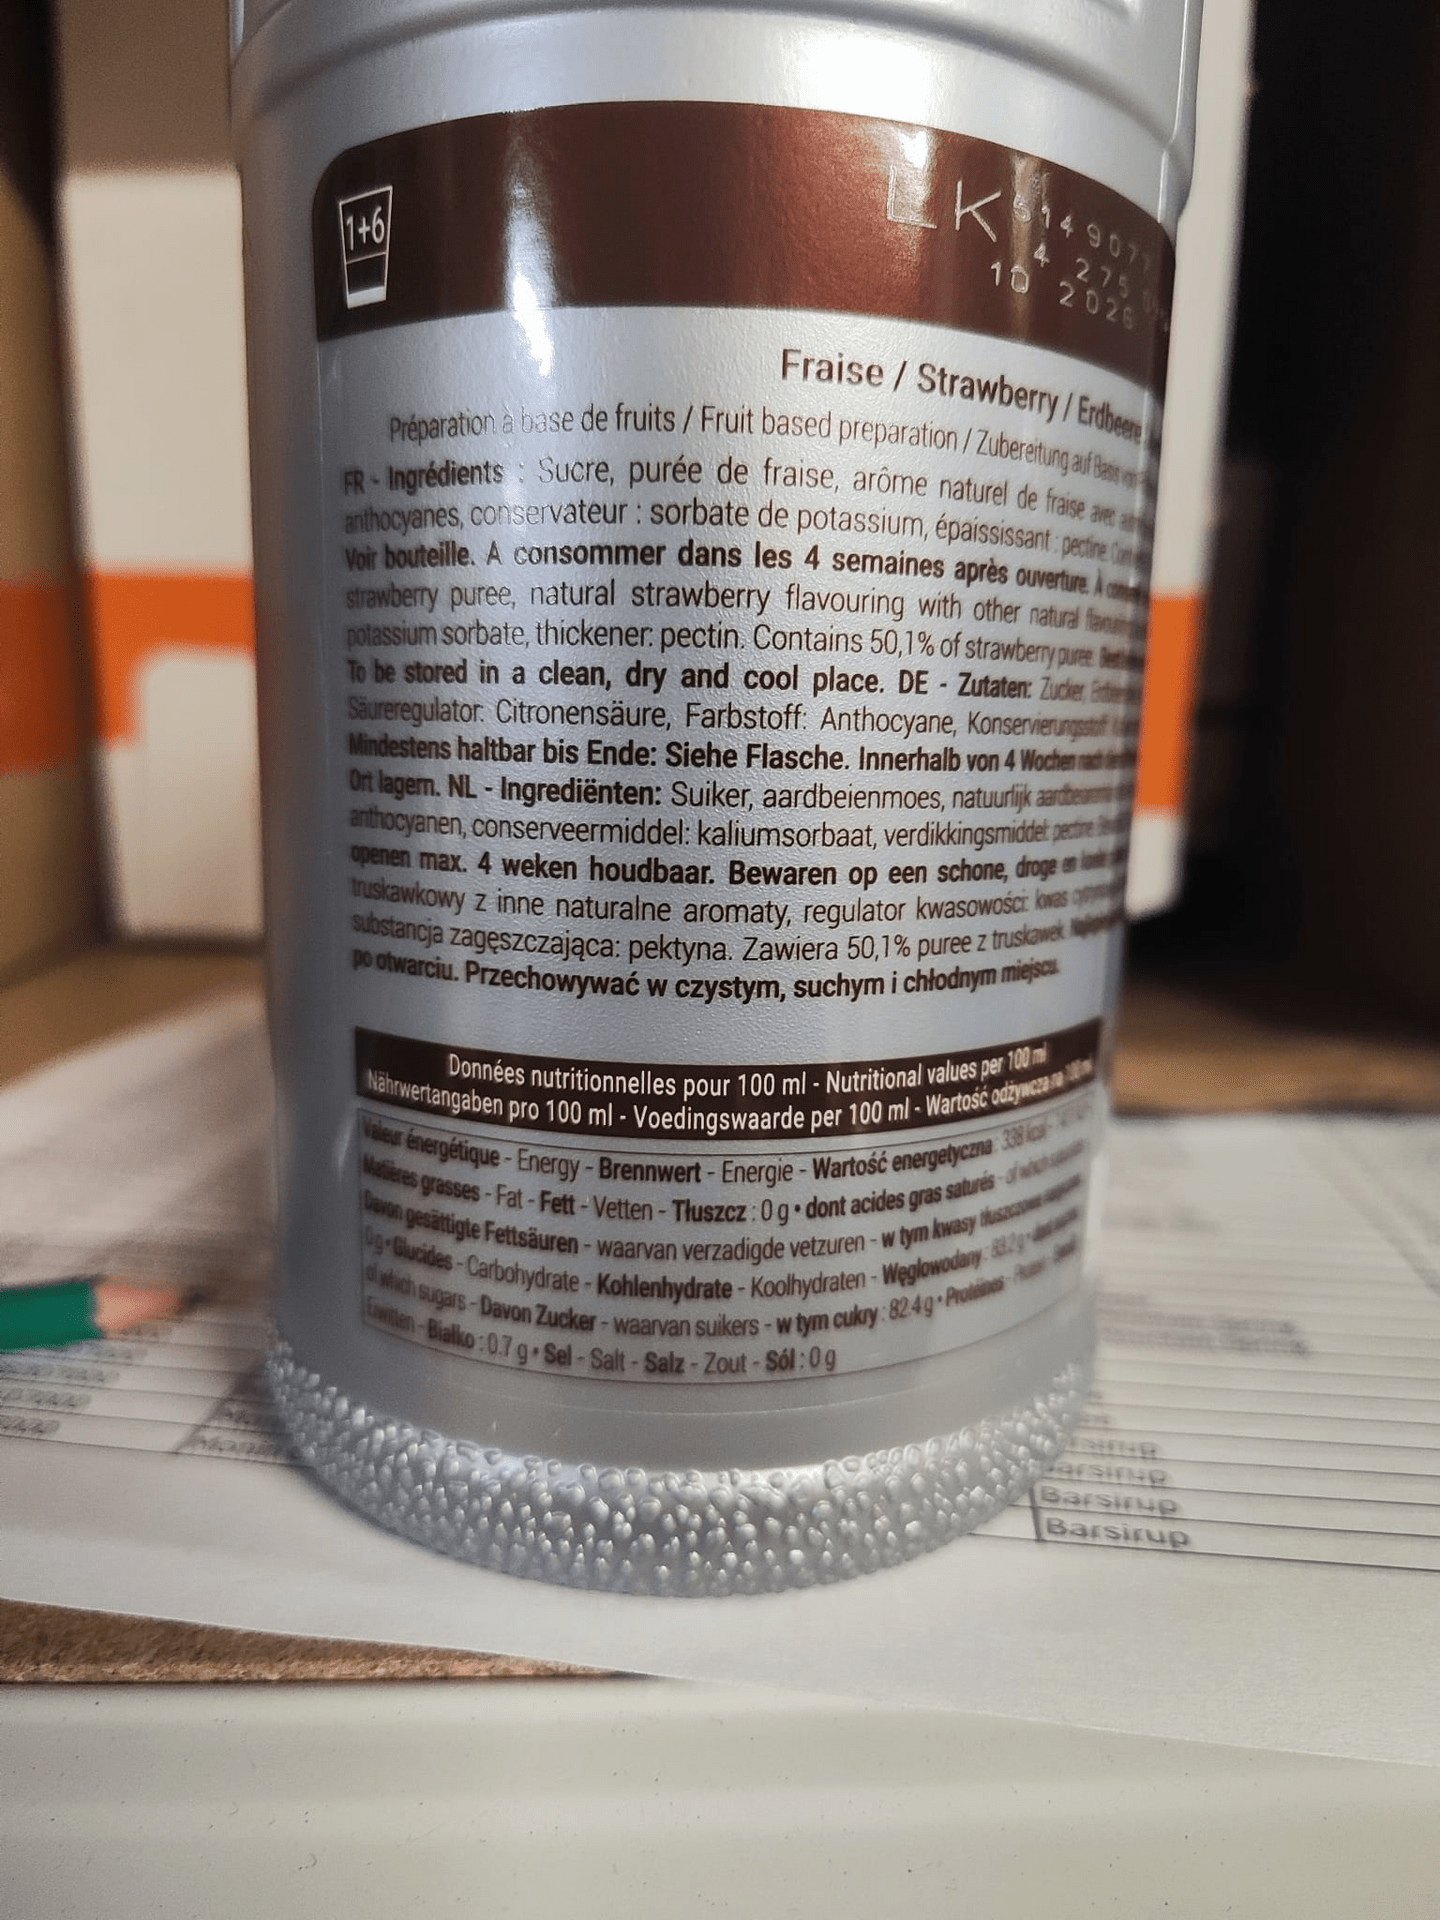 1+6
LK 5149071
4 275
10 2026
Fraise / Strawberry / Erdbeere
Préparation à base de fruits / Fruit based preparation / Zubereitung auf Basis
FR - Ingrédients : Sucre, purée de fraise, arôme naturel de fraise avec
anthocyanes, conservateur : sorbate de potassium, épaississant : pectine.
Voir bouteille. A consommer dans les 4 semaines après ouverture. À
strawberry puree, natural strawberry flavouring with other natural
potassium sorbate, thickener: pectin. Contains 50,1% of strawberry puree.
To be stored in a clean, dry and cool place. DE - Zutaten: Zucker,
Säureregulator: Citronensäure, Farbstoff: Anthocyane, Konservierungsstoff:
Mindestens haltbar bis Ende: Siehe Flasche. Innerhalb von 4 Wochen nach
Ort lagern. NL - Ingrediënten: Suiker, aardbeienmoes, natuurlijk
anthocyanen, conserveermiddel: kaliumsorbaat, verdikkingsmiddel: pectine.
openen max. 4 weken houdbaar. Bewaren op een schone, droge en
truskawkowy z inne naturalne aromaty, regulator kwasowości: kwas
substancja zagęszczająca: pektyna. Zawiera 50,1% puree z truskawek.
po otwarciu. Przechowywać w czystym, suchym i chłodnym miejscu.
Données nutritionnelles pour 100 ml - Nutritional values per 100 ml
Nährwertangaben pro 100 ml - Voedingswaarde per 100 ml - Wartość odżywcza na 100 ml
Valeur énergétique - Energy - Brennwert - Energie - Wartość energetyczna : 338 kcal
Matières grasses - Fat - Fett - Vetten - Tłuszcz : 0 g • dont acides gras saturés - of which
Davon gesättigte Fettsäuren - waarvan verzadigde vetzuren - w tym kwasy tłuszczowe
0 g • Glucides - Carbohydrate - Kohlenhydrate - Koolhydraten - Węglowodany : 83.2 g •
of which sugars - Davon Zucker - waarvan suikers - w tym cukry : 82.4 g • Protéines -
Eiwitten - Białko : 0.7 g • Sel - Salt - Salz - Zout - Sól : 0 g
Barsirup
Barsirup
Barsirup